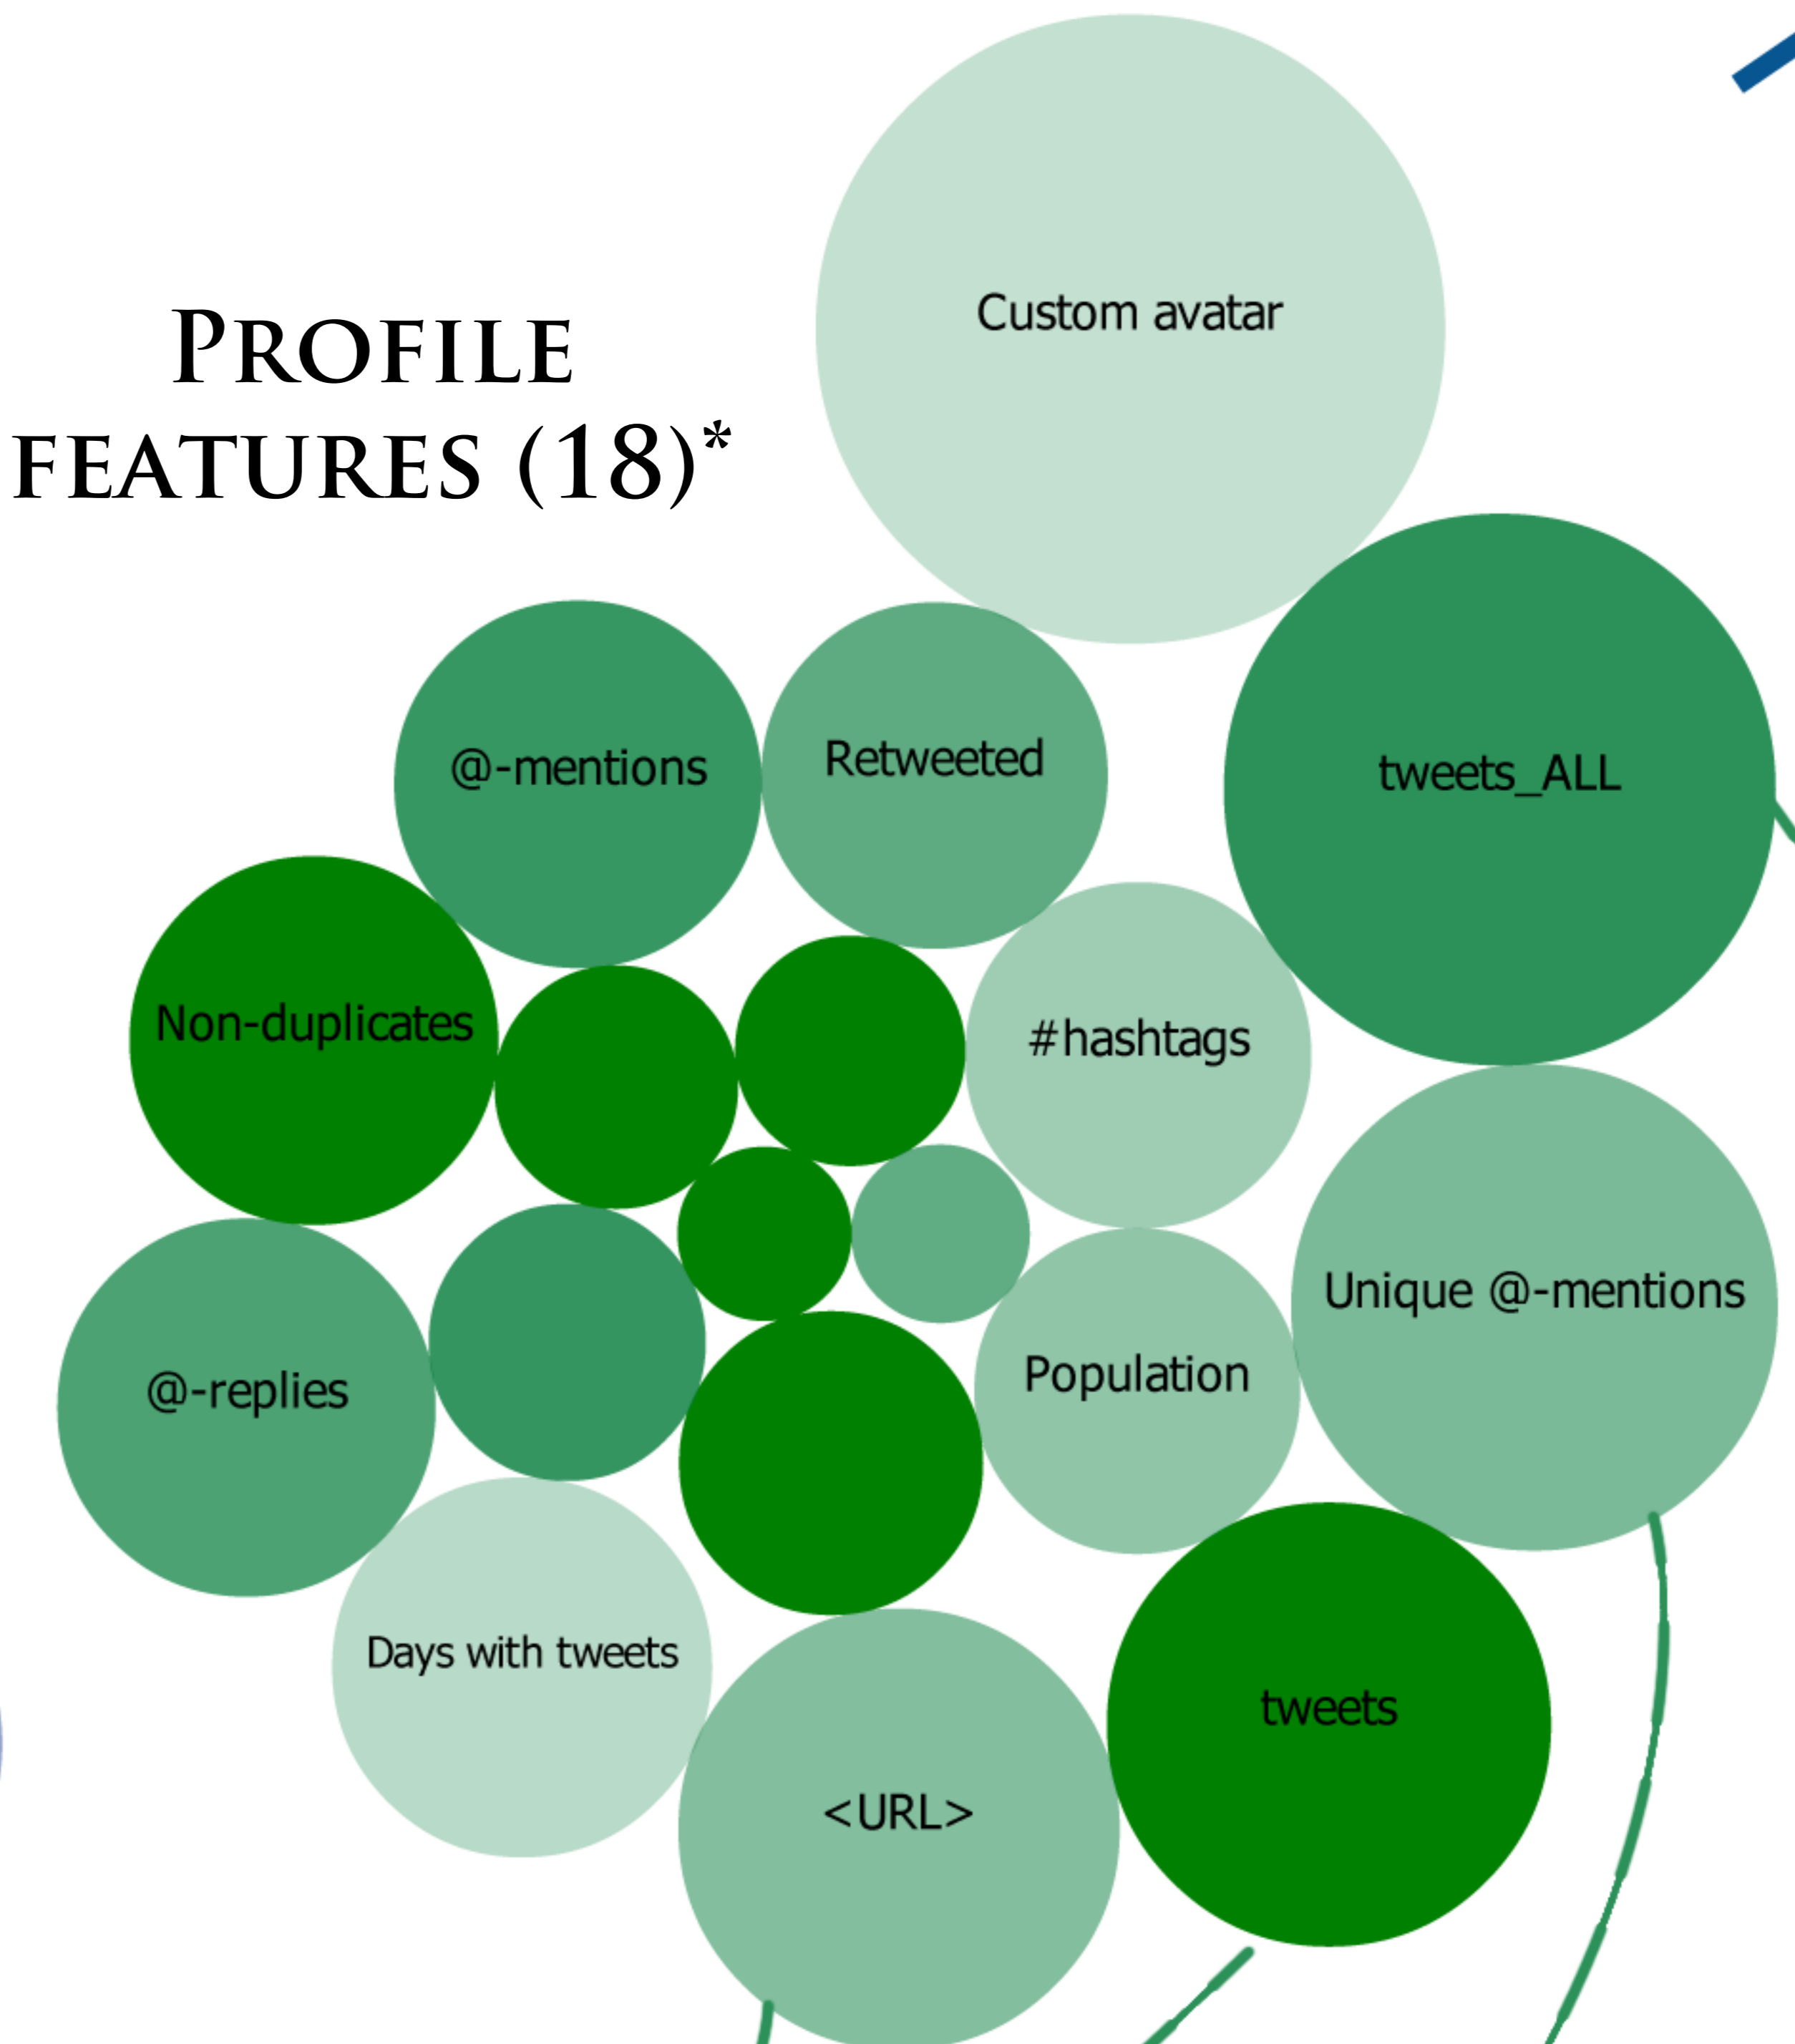 PROFILE
FEATURES (18)*
Custom avatar
@-mentions
Retweeted
tweets_ALL
Non-duplicates
#hashtags
Unique @-mentions
@-replies
Population
Days with tweets
tweets
<URL>